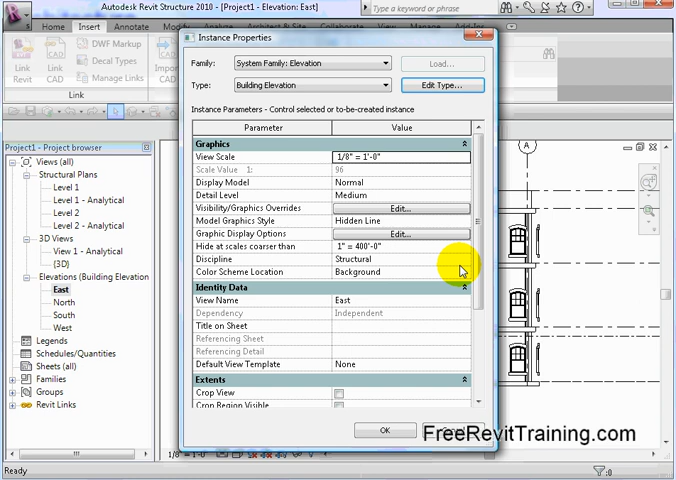 Autodesk Revit Structure 2010 - [Project1 - Elevation: East]
Type a keyword or phrase
Home Insert Annotate Modify
Link Revit
Link CAD
DWF Markup
Decal Types
Manage Links
Link
Project1 - Project browser
Views (all)
Structural Plans
Level 1
Level 1 - Analytical
Level 2
Level 2 - Analytical
3D Views
View 1 - Analytical
{3D}
Elevations (Building Elevation
East
North
South
West
Legends
Schedules/Quantities
Sheets (all)
Families
Groups
Revit Links
Instance Properties
Family: System Family: Elevation Load...
Type: Building Elevation Edit Type...
Instance Parameters - Control selected or to-be-created instance
Parameter Value
Graphics
View Scale 1/8" = 1'-0"
Scale Value 1: 96
Display Model Normal
Detail Level Medium
Visibility/Graphics Overrides Edit...
Model Graphics Style Hidden Line
Graphic Display Options Edit...
Hide at scales coarser than 1" = 400'-0"
Discipline Structural
Color Scheme Location Background
Identity Data
View Name East
Dependency Independent
Title on Sheet
Referencing Sheet
Referencing Detail
Default View Template None
Extents
Crop View
Crop Region Visible
OK
A
1/8" = 1'-0"
Ready
:0
FreeRevitTraining.com